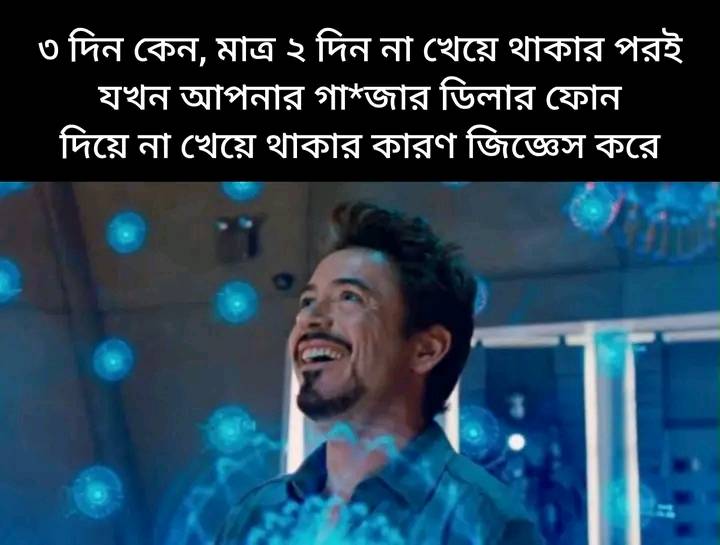 ৩ দিন কেন, মাত্র ২ দিন না খেয়ে থাকার পরই
যখন আপনার গা*জার ডিলার ফোন
দিয়ে না খেয়ে থাকার কারণ জিজ্ঞেস করে